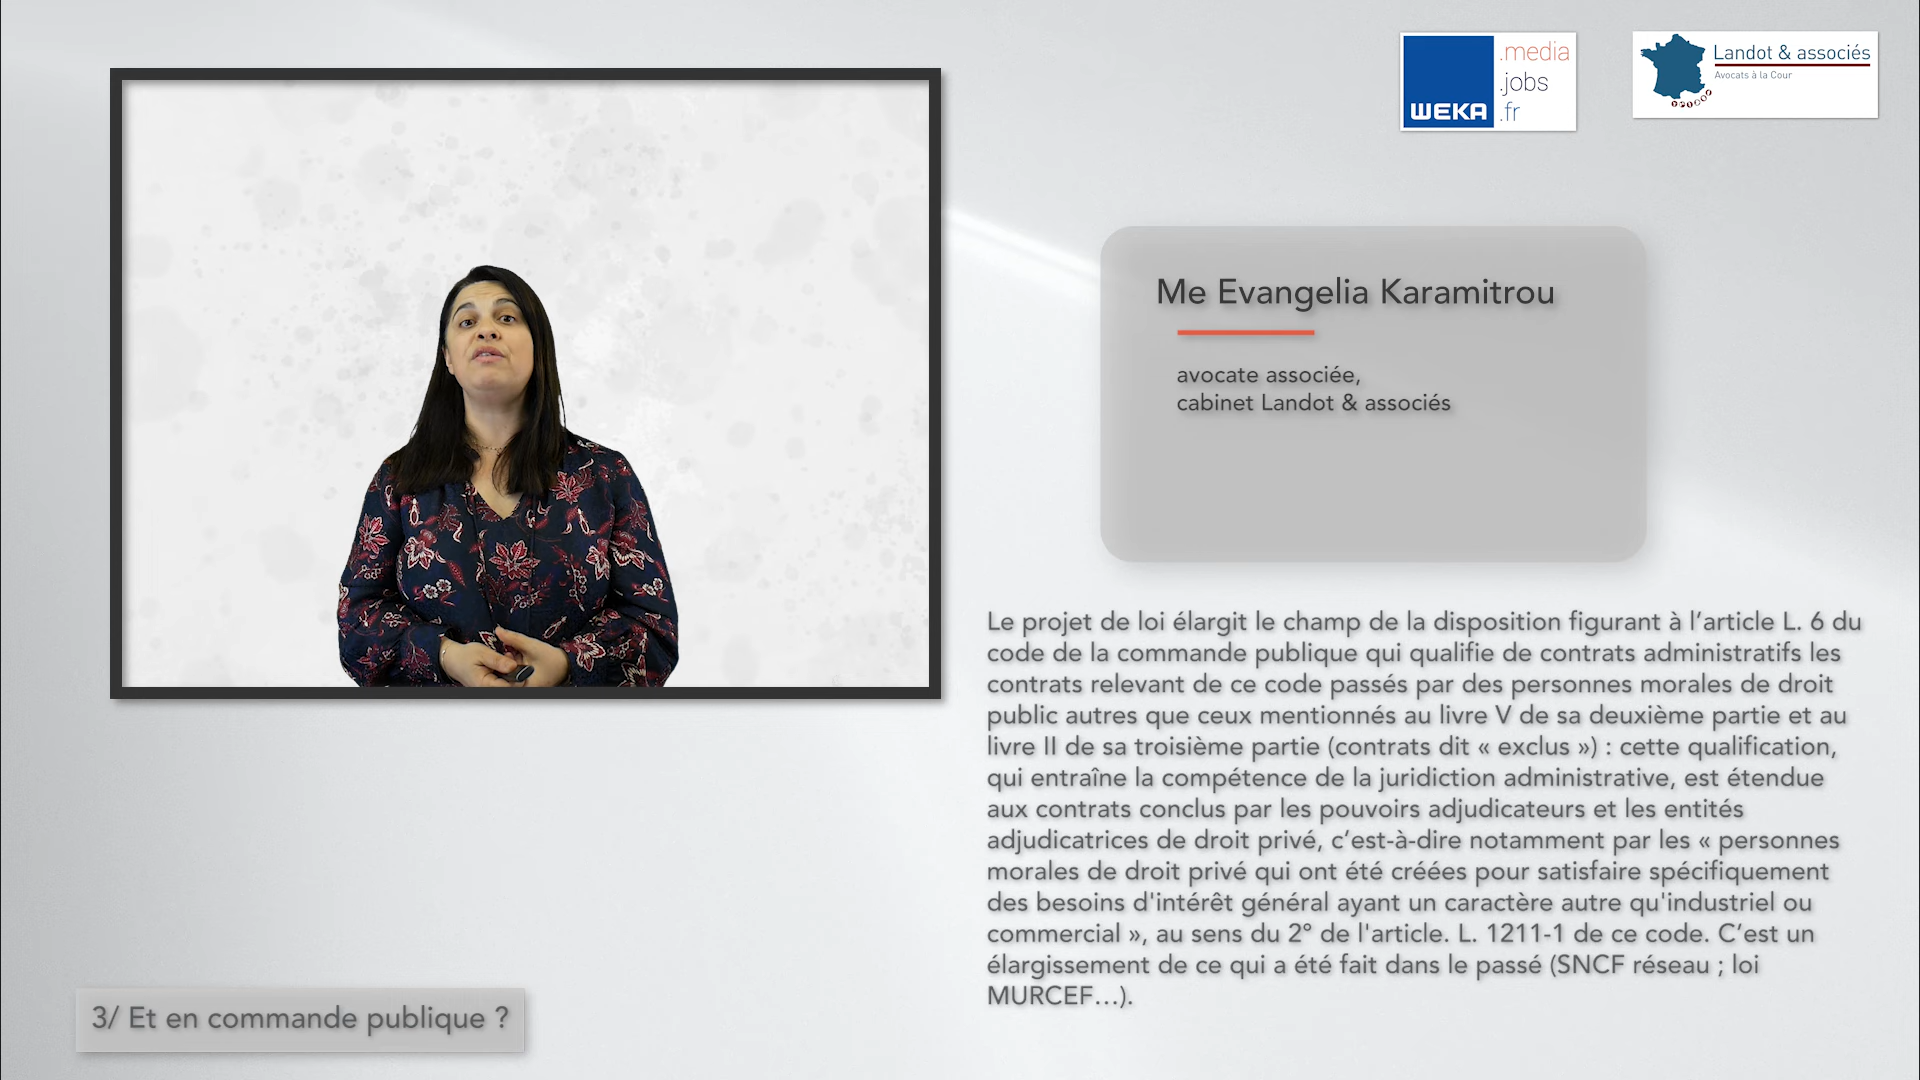 .media
.jobs
.fr
WEKA
Landot & associés
Avocats à la Cour
Me Evangelia Karamitrou
avocate associée,
cabinet Landot & associés
Le projet de loi élargit le champ de la disposition figurant à l’article L. 6 du
code de la commande publique qui qualifie de contrats administratifs les
contrats relevant de ce code passés par des personnes morales de droit
public autres que ceux mentionnés au livre V de sa deuxième partie et au
livre II de sa troisième partie (contrats dit « exclus ») : cette qualification,
qui entraîne la compétence de la juridiction administrative, est étendue
aux contrats conclus par les pouvoirs adjudicateurs et les entités
adjudicatrices de droit privé, c’est-à-dire notamment par les « personnes
morales de droit privé qui ont été créées pour satisfaire spécifiquement
des besoins d'intérêt général ayant un caractère autre qu'industriel ou
commercial », au sens du 2° de l'article. L. 1211-1 de ce code. C’est un
élargissement de ce qui a été fait dans le passé (SNCF réseau ; loi
MURCEF…).
3/ Et en commande publique ?